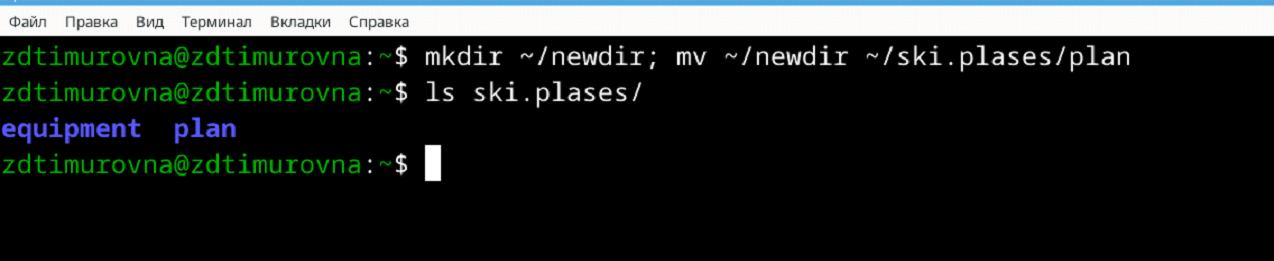 Файл Правка Вид Терминал Вкладки Справка
zdtimurovna@zdtimurovna:~$ mkdir ~/newdir; mv ~/newdir ~/ski.plases/plan
zdtimurovna@zdtimurovna:~$ ls ski.plases/
equipment  plan
zdtimurovna@zdtimurovna:~$